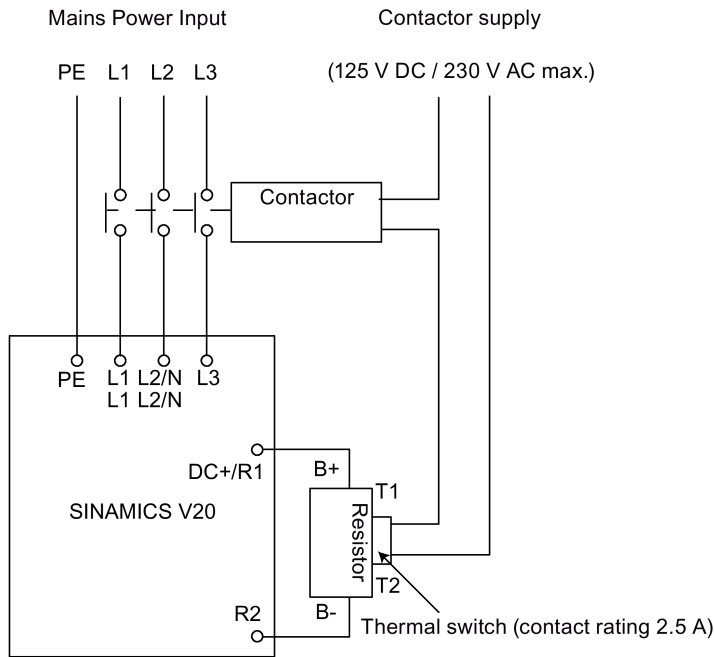 Mains Power Input
Contactor supply
PE L1 L2 L3
(125 V DC / 230 V AC max.)
Contactor
PE L1 L2/N L3
L1 L2/N
DC+/R1
B+
T1
SINAMICS V20
Resistor
T2
R2
B-
Thermal switch (contact rating 2.5 A)